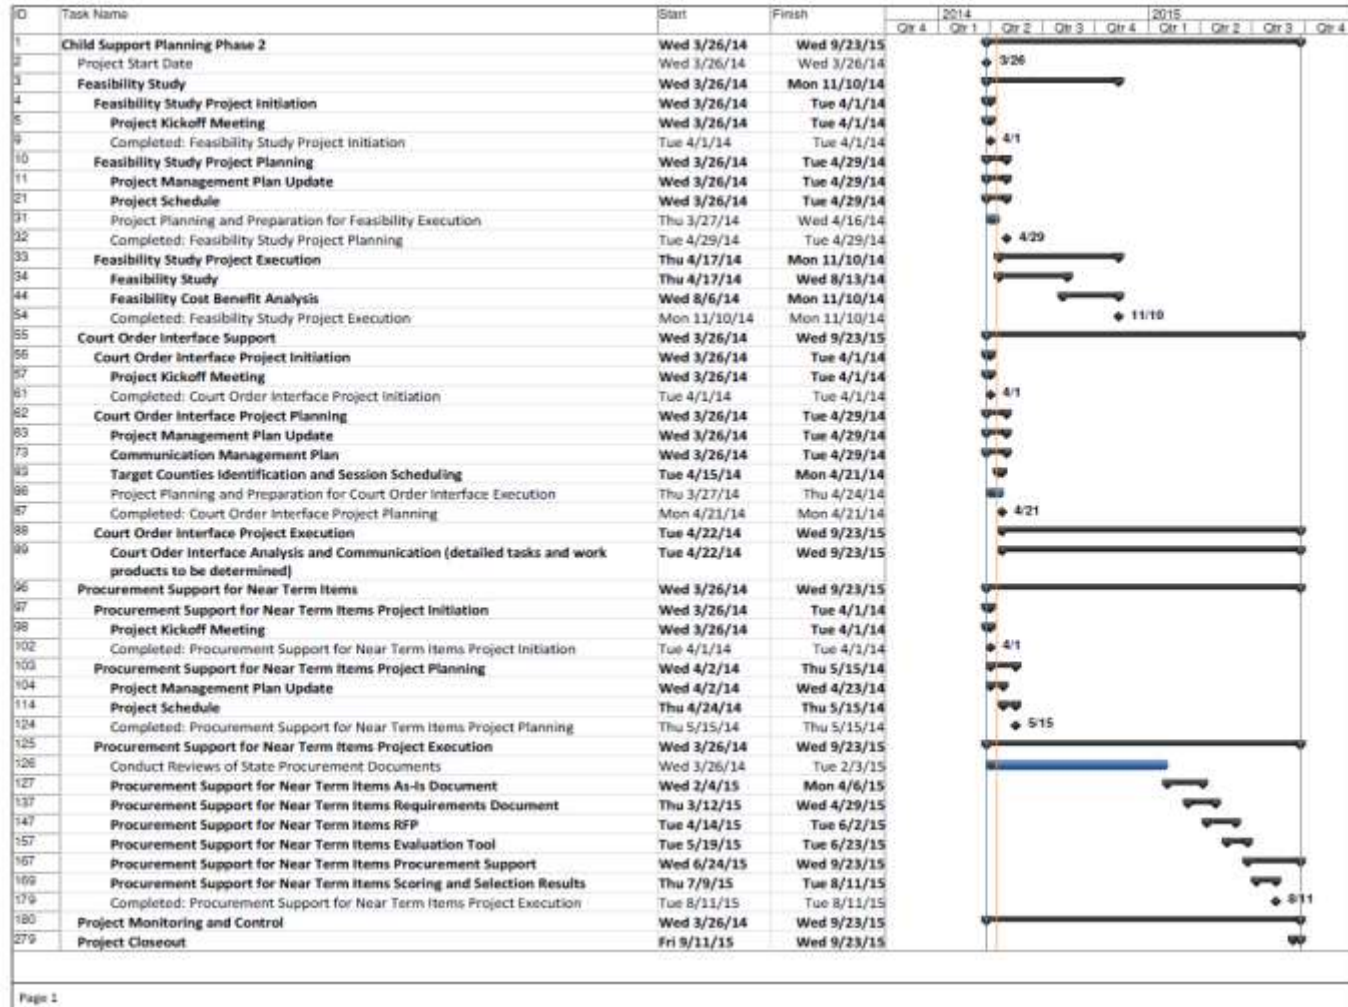 ID Task Name Start Finish 2014 2015
Qtr 4 Qtr 1 Qtr 2 Qtr 3 Qtr 4 Qtr 1 Qtr 2 Qtr 3 Qtr 4
1 Child Support Planning Phase 2 Wed 3/26/14 Wed 9/23/15
2 Project Start Date Wed 3/26/14 Wed 3/26/14 3/26
3 Feasibility Study Wed 3/26/14 Mon 11/10/14
4 Feasibility Study Project Initiation Wed 3/26/14 Tue 4/1/14
5 Project Kickoff Meeting Wed 3/26/14 Tue 4/1/14
9 Completed: Feasibility Study Project Initiation Tue 4/1/14 Tue 4/1/14 4/1
10 Feasibility Study Project Planning Wed 3/26/14 Tue 4/29/14
11 Project Management Plan Update Wed 3/26/14 Tue 4/29/14
21 Project Schedule Wed 3/26/14 Tue 4/29/14
31 Project Planning and Preparation for Feasibility Execution Thu 3/27/14 Wed 4/16/14
32 Completed: Feasibility Study Project Planning Tue 4/29/14 Tue 4/29/14 4/29
33 Feasibility Study Project Execution Thu 4/17/14 Mon 11/10/14
34 Feasibility Study Thu 4/17/14 Wed 8/13/14
44 Feasibility Cost Benefit Analysis Wed 8/6/14 Mon 11/10/14
54 Completed: Feasibility Study Project Execution Mon 11/10/14 Mon 11/10/14 11/10
55 Court Order Interface Support Wed 3/26/14 Wed 9/23/15
56 Court Order Interface Project Initiation Wed 3/26/14 Tue 4/1/14
57 Project Kickoff Meeting Wed 3/26/14 Tue 4/1/14
61 Completed: Court Order Interface Project Initiation Tue 4/1/14 Tue 4/1/14 4/1
62 Court Order Interface Project Planning Wed 3/26/14 Tue 4/29/14
63 Project Management Plan Update Wed 3/26/14 Tue 4/29/14
73 Communication Management Plan Wed 3/26/14 Tue 4/29/14
Target Counties Identification and Session Scheduling Tue 4/15/14 Mon 4/21/14
Project Planning and Preparation for Court Order Interface Execution Thu 3/27/14 Thu 4/24/14
87 Completed: Court Order Interface Project Planning Mon 4/21/14 Mon 4/21/14 4/21
88 Court Order Interface Project Execution Tue 4/22/14 Wed 9/23/15
Court Oder Interface Analysis and Communication (detailed tasks and work Tue 4/22/14 Wed 9/23/15
products to be determined)
96 Procurement Support for Near Term Items Wed 3/26/14 Wed 9/23/15
97 Procurement Support for Near Term Items Project Initiation Wed 3/26/14 Tue 4/1/14
98 Project Kickoff Meeting Wed 3/26/14 Tue 4/1/14
102 Completed: Procurement Support for Near Term Items Project Initiation Tue 4/1/14 Tue 4/1/14 4/1
103 Procurement Support for Near Term Items Project Planning Wed 4/2/14 Thu 5/15/14
104 Project Management Plan Update Wed 4/2/14 Wed 4/23/14
114 Project Schedule Thu 4/24/14 Thu 5/15/14
124 Completed: Procurement Support for Near Term Items Project Planning Thu 5/15/14 Thu 5/15/14 5/15
125 Procurement Support for Near Term Items Project Execution Wed 3/26/14 Wed 9/23/15
126 Conduct Reviews of State Procurement Documents Wed 3/26/14 Tue 2/3/15
127 Procurement Support for Near Term Items As-Is Document Wed 2/4/15 Mon 4/6/15
137 Procurement Support for Near Term Items Requirements Document Thu 3/12/15 Wed 4/29/15
147 Procurement Support for Near Term Items RFP Tue 4/14/15 Tue 6/2/15
157 Procurement Support for Near Term Items Evaluation Tool Tue 5/19/15 Tue 6/23/15
167 Procurement Support for Near Term Items Procurement Support Wed 6/24/15 Wed 9/23/15
169 Procurement Support for Near Term Items Scoring and Selection Results Thu 7/9/15 Tue 8/11/15
179 Completed: Procurement Support for Near Term Items Project Execution Tue 8/11/15 Tue 8/11/15 8/11
180 Project Monitoring and Control Wed 3/26/14 Wed 9/23/15
279 Project Closeout Fri 9/11/15 Wed 9/23/15
Page 1